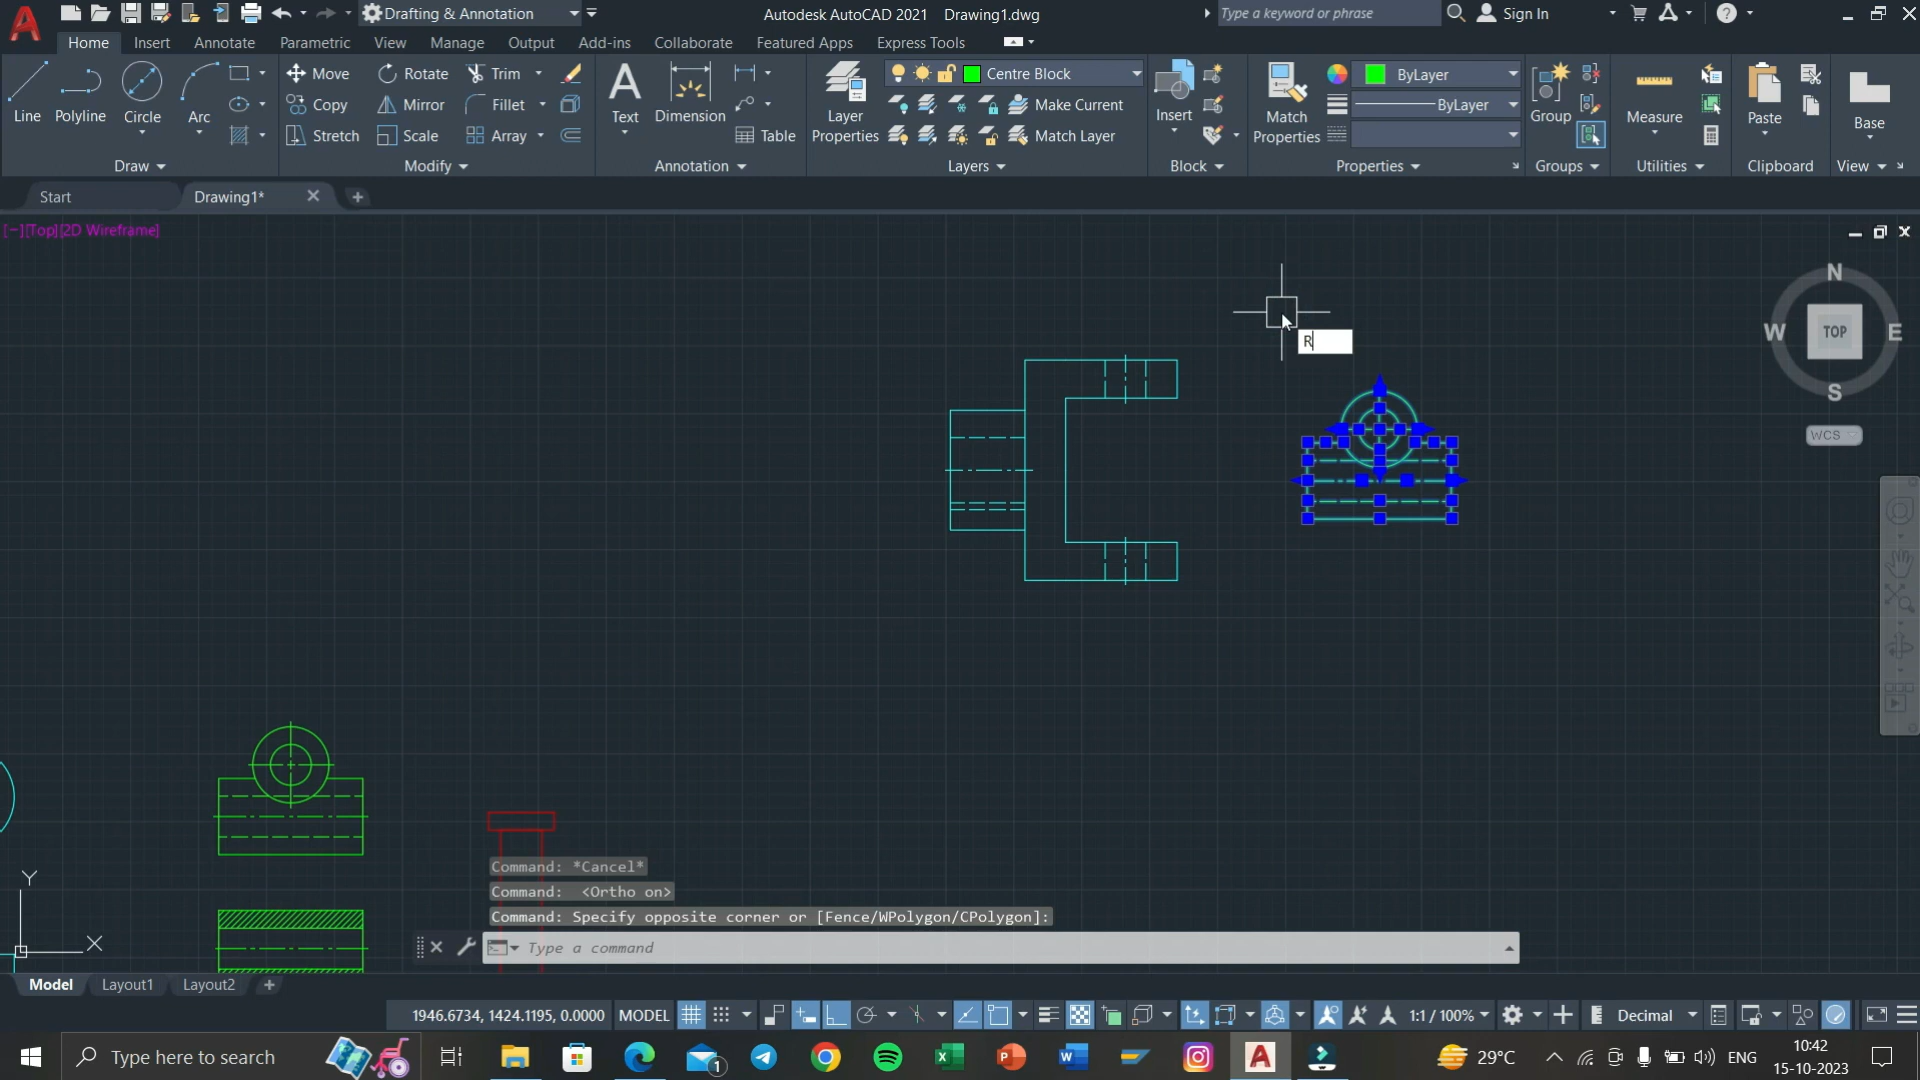 Drafting & Annotation
Autodesk AutoCAD 2021 Drawing1.dwg
Type a keyword or phrase
Sign In
Home Insert Annotate Parametric View Manage Output Add-ins Collaborate Featured Apps Express Tools
Line Polyline Circle Arc
Move Rotate Trim
Copy Mirror Fillet
Stretch Scale Array
Text Dimension
Table
Layer Properties
Centre Block
Make Current
Match Layer
Insert
Match Properties
ByLayer
ByLayer
Group
Measure
Paste
Base
Draw Modify Annotation Layers Block Properties Groups Utilities Clipboard View
Start Drawing1*
[−][Top][2D Wireframe]
N
W TOP E
S
WCS
R
Y
X
Command: *Cancel*
Command: <Ortho on>
Command: Specify opposite corner or [Fence/WPolygon/CPolygon]:
Type a command
Model Layout1 Layout2
1946.6734, 1424.1195, 0.0000 MODEL
1:1 / 100%
Decimal
Type here to search
1
29°C
ENG
10:42
15-10-2023